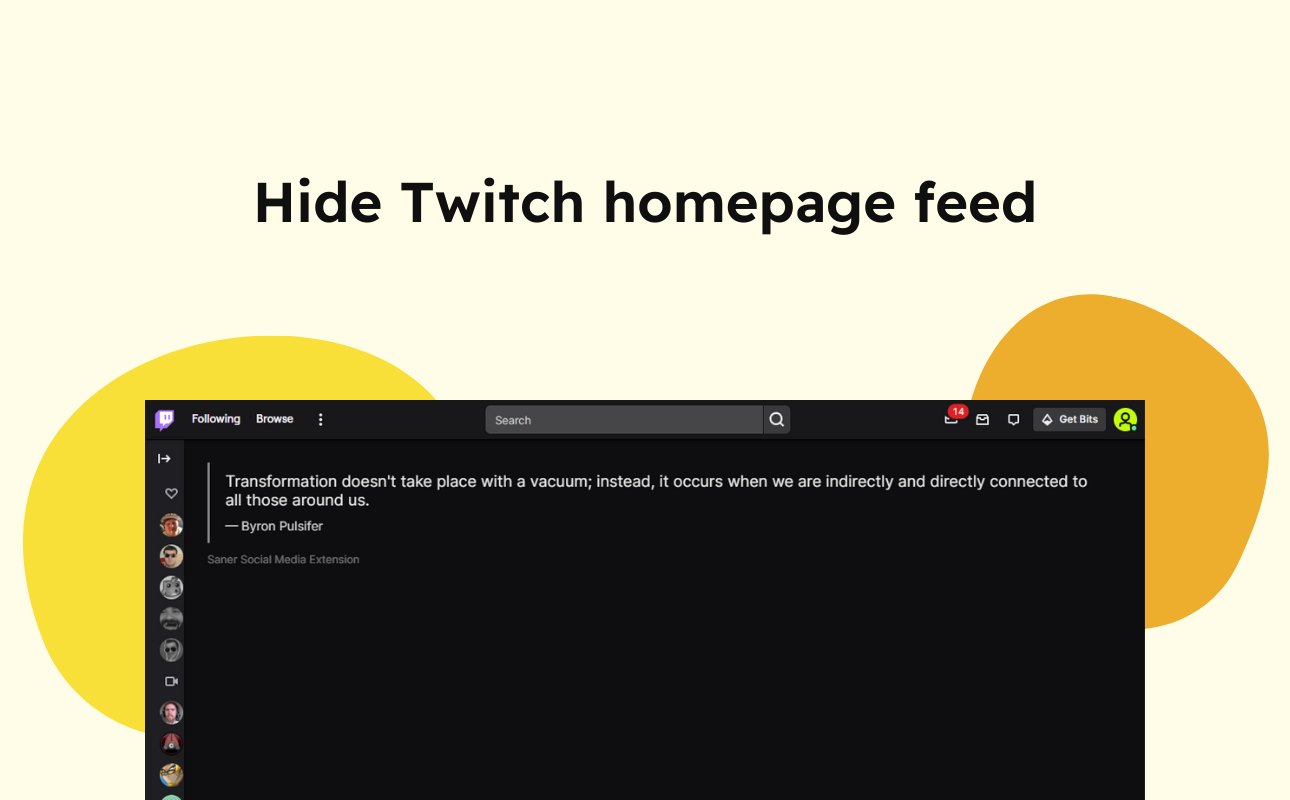 Hide Twitch homepage feed
Following Browse Search 14 Get Bits
Transformation doesn't take place with a vacuum; instead, it occurs when we are indirectly and directly connected to
all those around us.
— Byron Pulsifer
Saner Social Media Extension